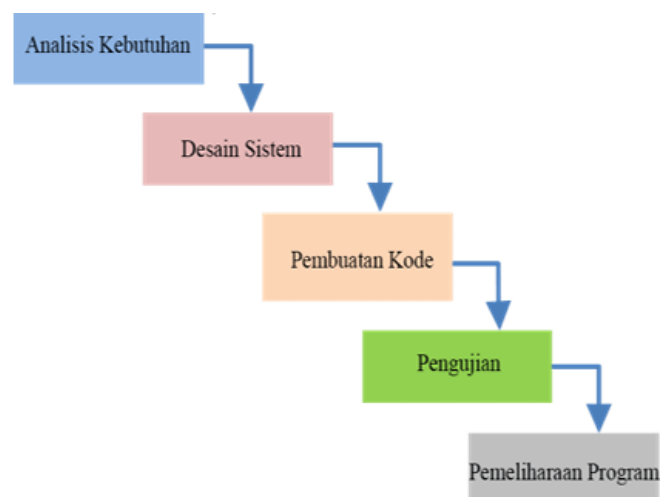 Analisis Kebutuhan
Desain Sistem
Pembuatan Kode
Pengujian
Pemeliharaan Program